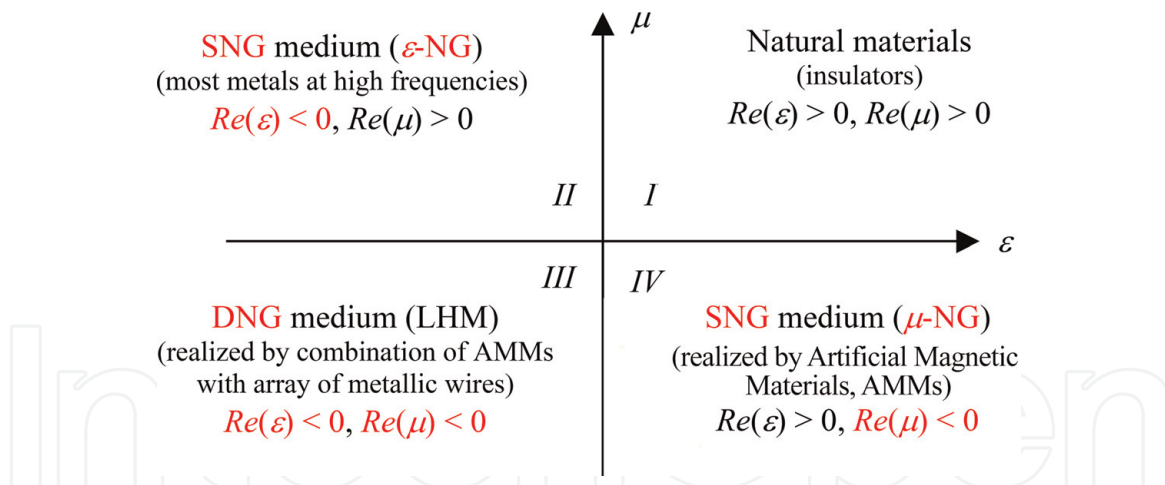 μ
SNG medium (ε-NG)
(most metals at high frequencies)
Re(ε) < 0, Re(μ) > 0
Natural materials
(insulators)
Re(ε) > 0, Re(μ) > 0
II
I
ε
III
IV
DNG medium (LHM)
(realized by combination of AMMs
with array of metallic wires)
Re(ε) < 0, Re(μ) < 0
SNG medium (μ-NG)
(realized by Artificial Magnetic
Materials, AMMs)
Re(ε) > 0, Re(μ) < 0